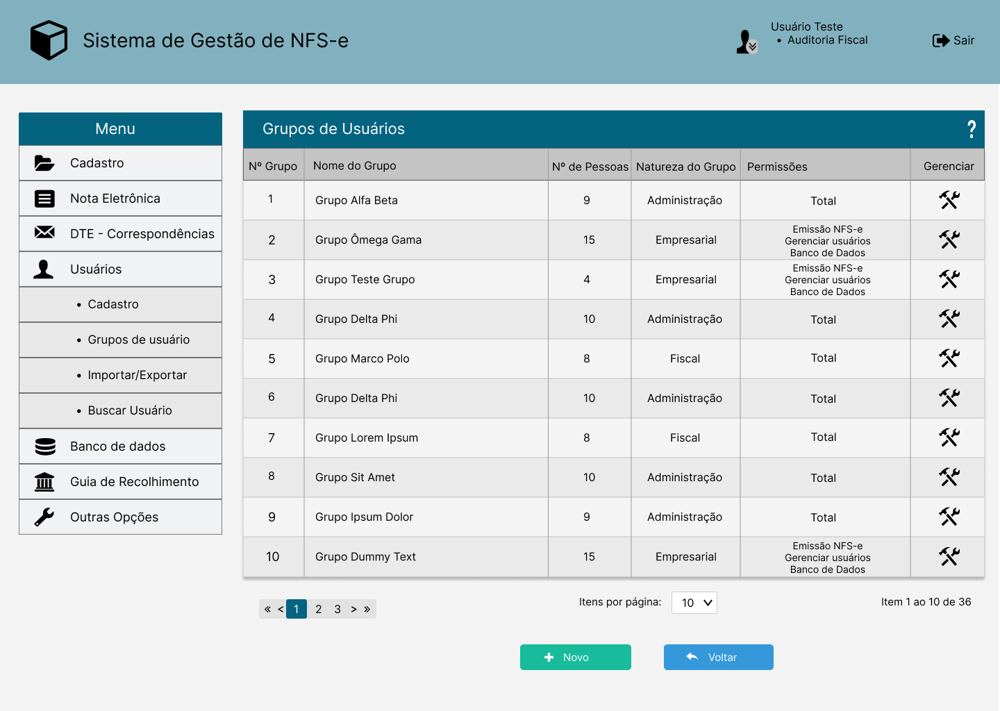 Sistema de Gestão de NFS-e
Usuário Teste
• Auditoria Fiscal
Sair
Menu
Cadastro
Nota Eletrônica
DTE - Correspondências
Usuários
• Cadastro
• Grupos de usuário
• Importar/Exportar
• Buscar Usuário
Banco de dados
Guia de Recolhimento
Outras Opções
Grupos de Usuários ?
Nº Grupo Nome do Grupo Nº de Pessoas Natureza do Grupo Permissões Gerenciar
1 Grupo Alfa Beta 9 Administração Total
2 Grupo Ômega Gama 15 Empresarial Emissão NFS-e
Gerenciar usuários
Banco de Dados
3 Grupo Teste Grupo 4 Empresarial Emissão NFS-e
Gerenciar usuários
Banco de Dados
4 Grupo Delta Phi 10 Administração Total
5 Grupo Marco Polo 8 Fiscal Total
6 Grupo Delta Phi 10 Administração Total
7 Grupo Lorem Ipsum 8 Fiscal Total
8 Grupo Sit Amet 10 Administração Total
9 Grupo Ipsum Dolor 9 Administração Total
10 Grupo Dummy Text 15 Empresarial Emissão NFS-e
Gerenciar usuários
Banco de Dados
« < 1 2 3 > »
Itens por página: 10
Item 1 ao 10 de 36
Novo
Voltar